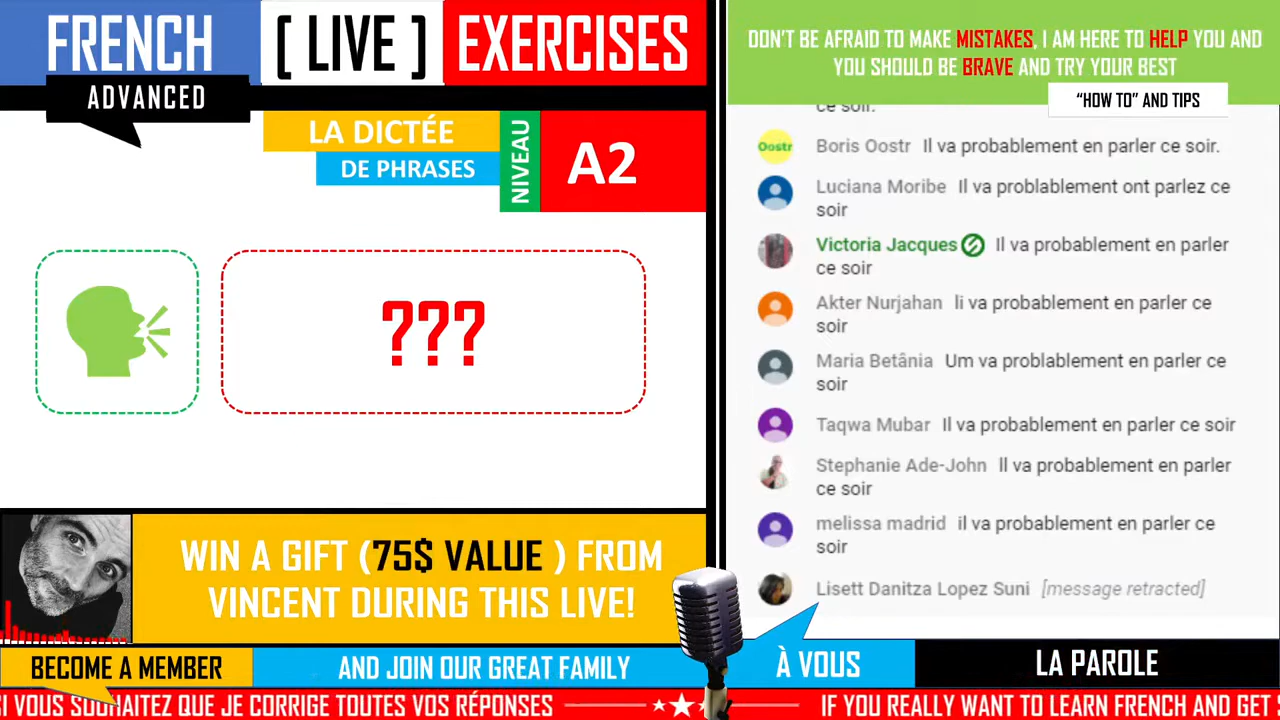 FRENCH
[ LIVE ]
EXERCISES
ADVANCED
LA DICTÉE
DE PHRASES
NIVEAU
A2
???
WIN A GIFT (75$ VALUE ) FROM
VINCENT DURING THIS LIVE!
BECOME A MEMBER
AND JOIN OUR GREAT FAMILY
DON'T BE AFRAID TO MAKE MISTAKES, I AM HERE TO HELP YOU AND
YOU SHOULD BE BRAVE AND TRY YOUR BEST
“HOW TO” AND TIPS
ce soir.
Oostr
Boris Oostr Il va probablement en parler ce soir.
Luciana Moribe Il va problablement ont parlez ce
soir
Victoria Jacques Il va probablement en parler
ce soir
Akter Nurjahan li va probablement en parler ce
soir
Maria Betânia Um va problablement en parler ce
soir
Taqwa Mubar Il va probablement en parler ce soir
Stephanie Ade-John Il va probablement en parler
ce soir
melissa madrid il va probablement en parler ce
soir
Lisett Danitza Lopez Suni [message retracted]
À VOUS
LA PAROLE
SI VOUS SOUHAITEZ QUE JE CORRIGE TOUTES VOS RÉPONSES
IF YOU REALLY WANT TO LEARN FRENCH AND GET